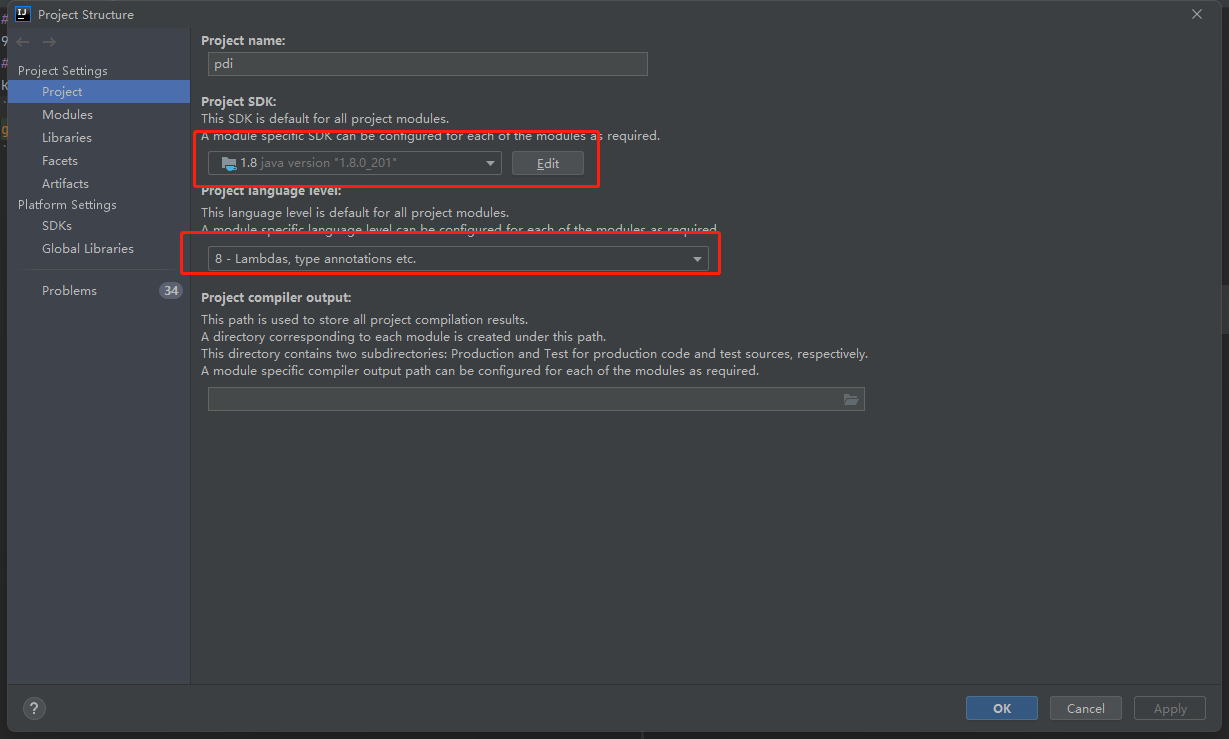 Project Structure
Project Settings
Project
Modules
Libraries
Facets
Artifacts
Platform Settings
SDKs
Global Libraries
Problems 34
Project name:
pdi
Project SDK:
This SDK is default for all project modules.
A module specific SDK can be configured for each of the modules as required.
1.8 java version "1.8.0_201"
Edit
Project language level:
This language level is default for all project modules.
A module specific language level can be configured for each of the modules as required.
8 - Lambdas, type annotations etc.
Project compiler output:
This path is used to store all project compilation results.
A directory corresponding to each module is created under this path.
This directory contains two subdirectories: Production and Test for production code and test sources, respectively.
A module specific compiler output path can be configured for each of the modules as required.
?
OK
Cancel
Apply